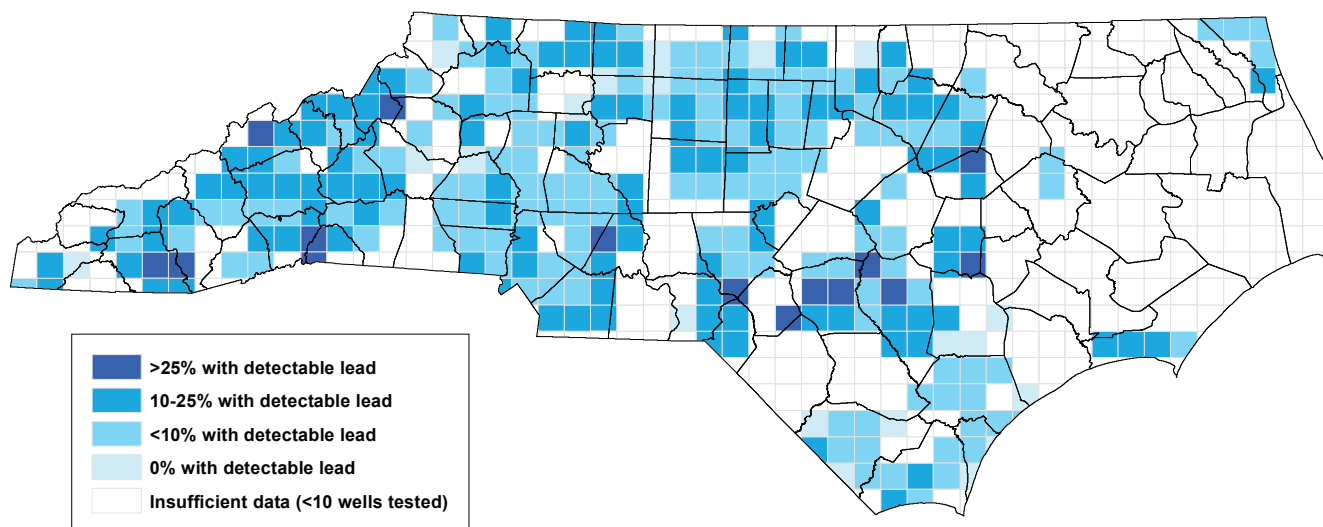 >25% with detectable lead
10-25% with detectable lead
<10% with detectable lead
0% with detectable lead
Insufficient data (<10 wells tested)